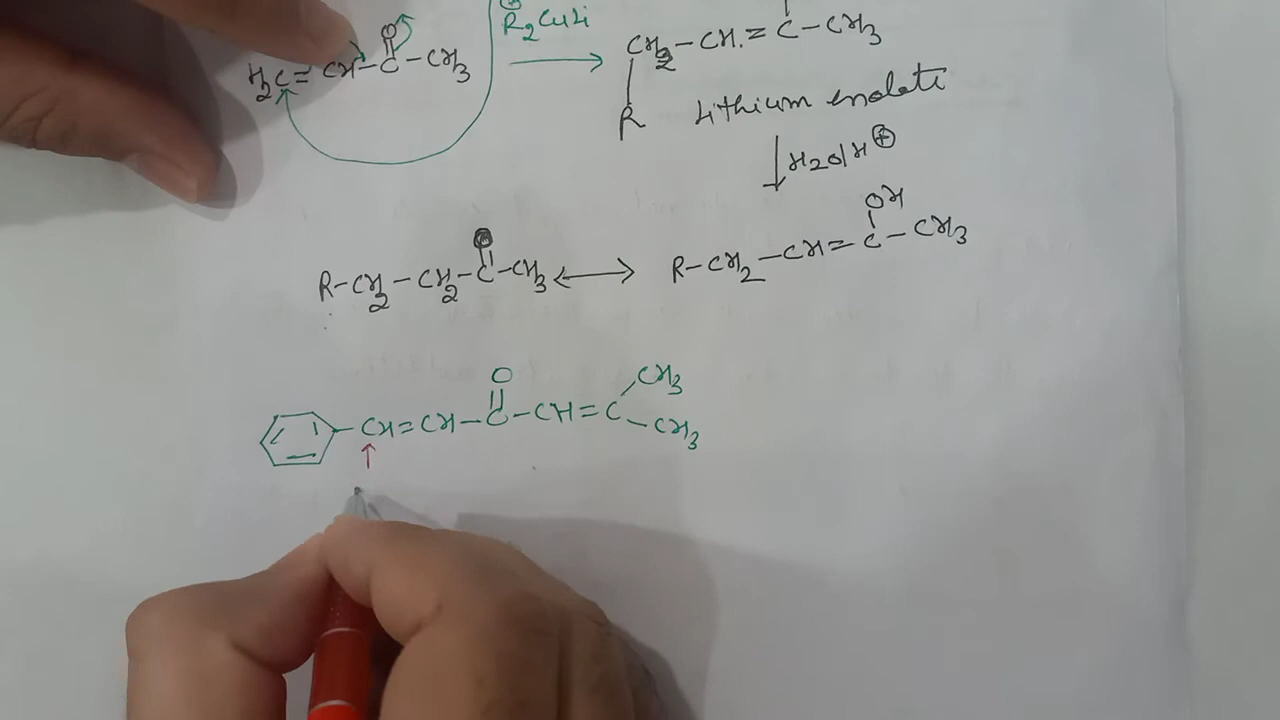 H₂C=CH-C(=O)-CH₃ ⊕ R₂CuLi → CH₂-CH=C-CH₃
R Lithium enolate
↓ H2O/H⊕
OH
R-CH₂-CH₂-C(=O)-CH₃ ↔ R-CH₂-CH=C-CH₃
O CH₃
CH=CH-C-CH=C-CH₃